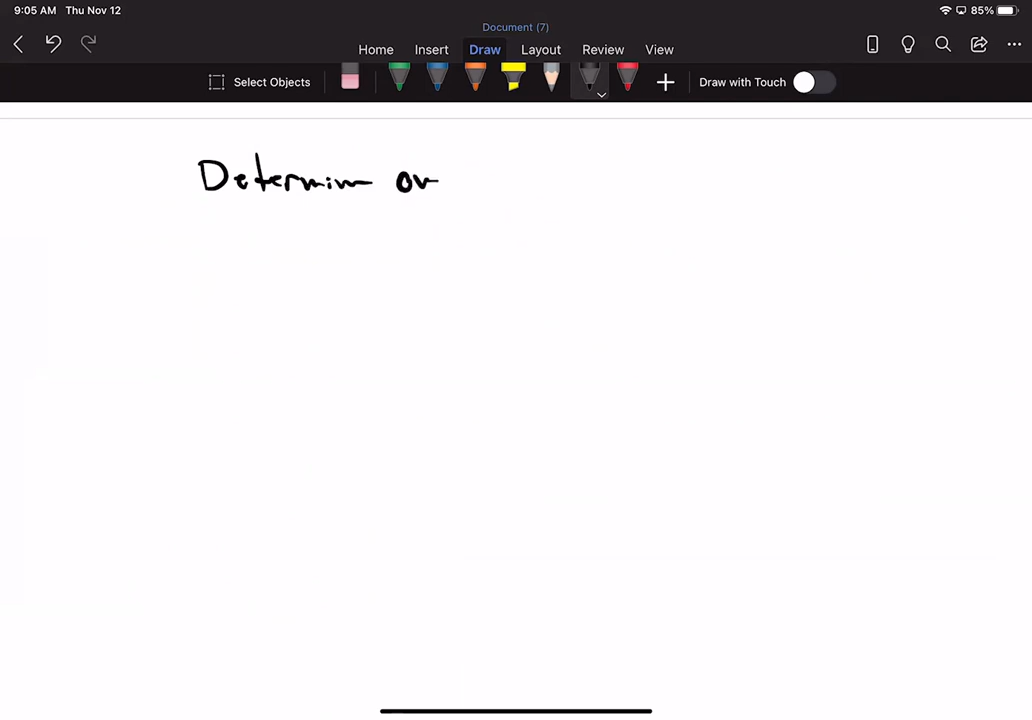 9:05 AM Thu Nov 12
85%
Document (7)
Home Insert Draw Layout Review View
Select Objects
Draw with Touch
Determin ov